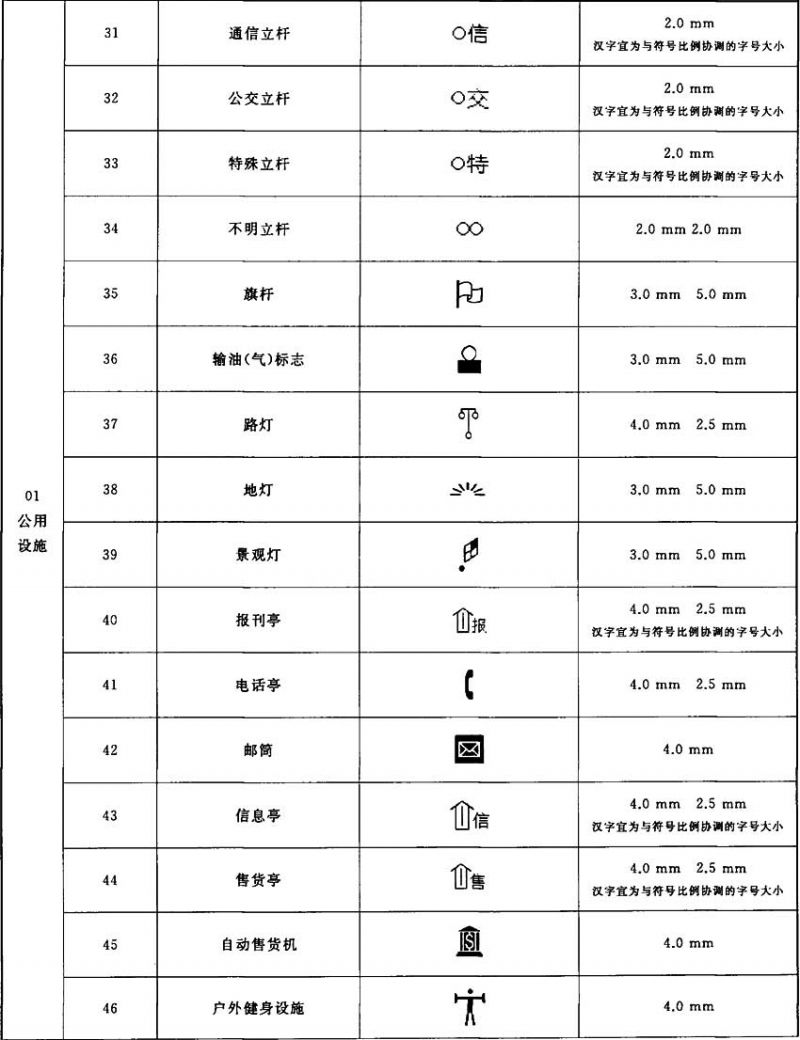 01
公用
设施
31 通信立杆 信 2.0 mm
汉字宜为与符号比例协调的字号大小
32 公交立杆 交 2.0 mm
汉字宜为与符号比例协调的字号大小
33 特殊立杆 特 2.0 mm
汉字宜为与符号比例协调的字号大小
34 不明立杆 2.0 mm 2.0 mm
35 旗杆 3.0 mm 5.0 mm
36 输油(气)标志 3.0 mm 5.0 mm
37 路灯 4.0 mm 2.5 mm
38 地灯 3.0 mm 5.0 mm
39 景观灯 3.0 mm 5.0 mm
40 报刊亭 报 4.0 mm 2.5 mm
汉字宜为与符号比例协调的字号大小
41 电话亭 4.0 mm 2.5 mm
42 邮筒 4.0 mm
43 信息亭 信 4.0 mm 2.5 mm
汉字宜为与符号比例协调的字号大小
44 售货亭 售 4.0 mm 2.5 mm
汉字宜为与符号比例协调的字号大小
45 自动售货机 $ 4.0 mm
46 户外健身设施 4.0 mm